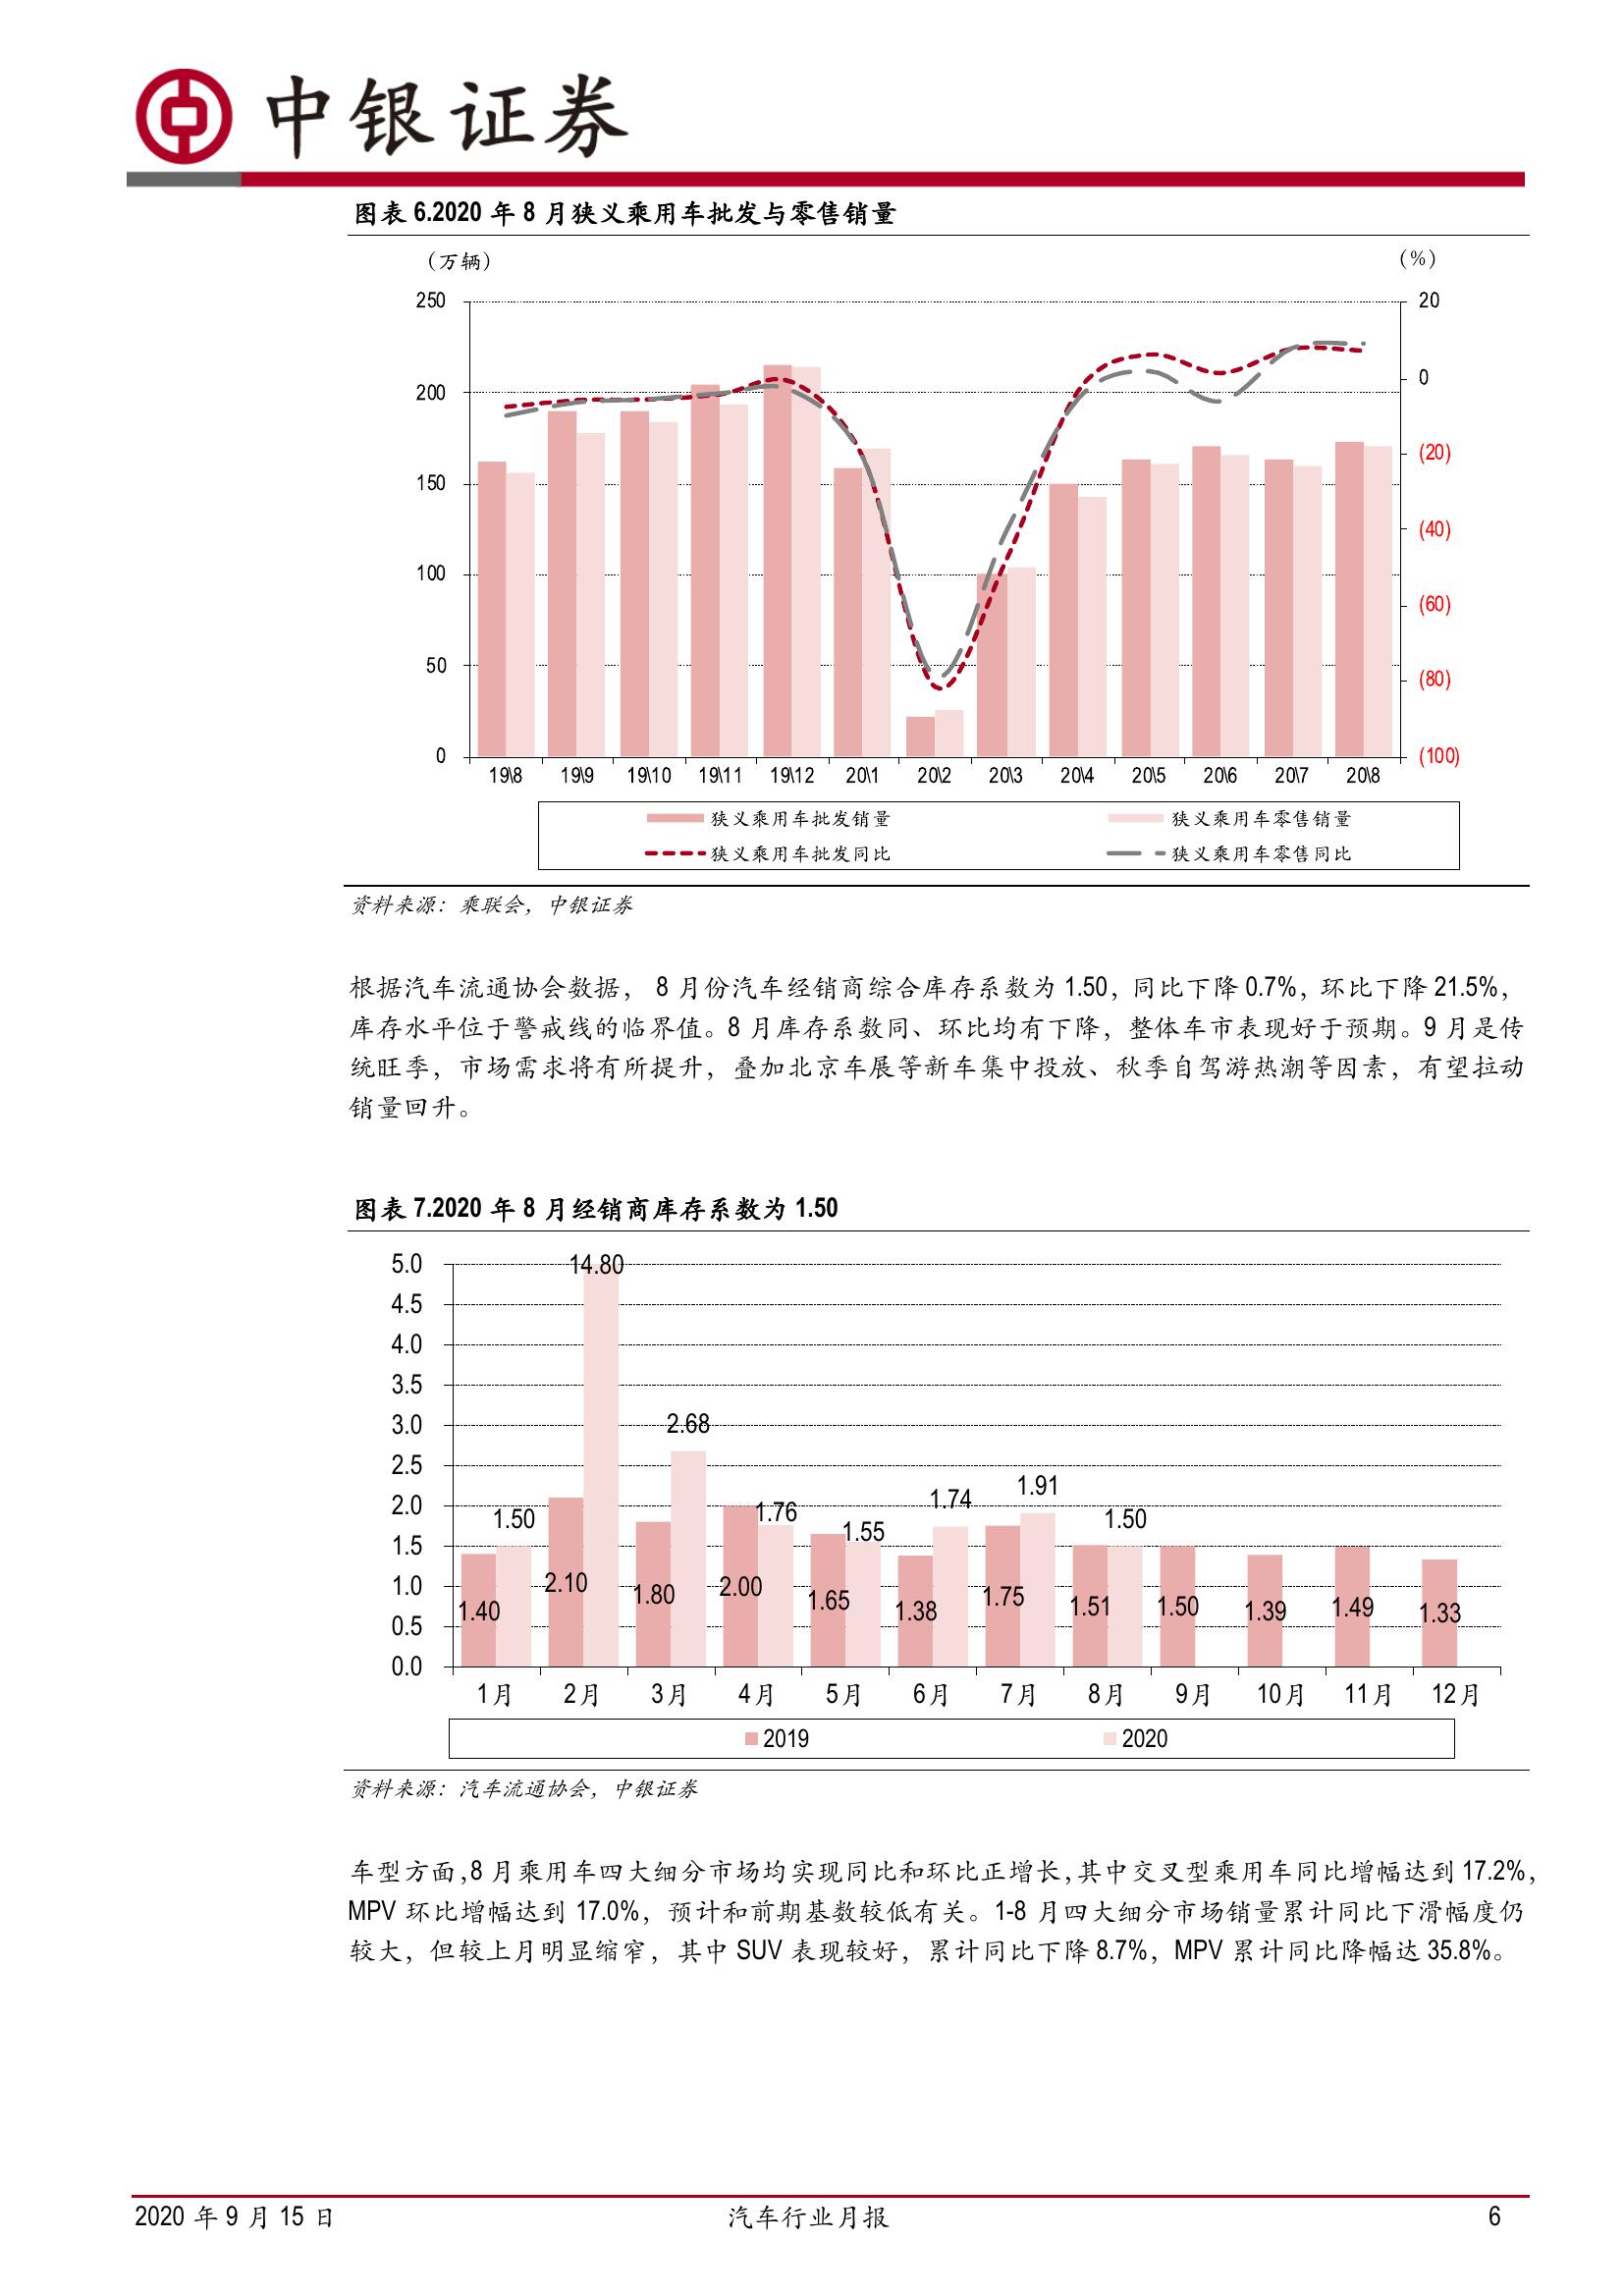 中银证券
图表 6.2020 年 8 月狭义乘用车批发与零售销量
（万辆） （%）
250 20
200 0
150 (20)
100 (40)
50 (60)
0 (80)
(100)
19\8 19\9 19\10 19\11 19\12 20\1 20\2 20\3 20\4 20\5 20\6 20\7 20\8
狭义乘用车批发销量 狭义乘用车零售销量
狭义乘用车批发同比 狭义乘用车零售同比
资料来源：乘联会，中银证券
根据汽车流通协会数据， 8 月份汽车经销商综合库存系数为 1.50，同比下降 0.7%，环比下降 21.5%，
库存水平位于警戒线的临界值。8 月库存系数同、环比均有下降，整体车市表现好于预期。9 月是传
统旺季，市场需求将有所提升，叠加北京车展等新车集中投放、秋季自驾游热潮等因素，有望拉动
销量回升。
图表 7.2020 年 8 月经销商库存系数为 1.50
5.0
4.5
4.0
3.5
3.0
2.5
2.0
1.5
1.0
0.5
0.0
1.50 14.80 2.68 1.76 1.55 1.74 1.91 1.50
1.40 2.10 1.80 2.00 1.65 1.38 1.75 1.51 1.50 1.39 1.49 1.33
1月 2月 3月 4月 5月 6月 7月 8月 9月 10月 11月 12月
2019 2020
资料来源：汽车流通协会，中银证券
车型方面,8 月乘用车四大细分市场均实现同比和环比正增长,其中交叉型乘用车同比增幅达到 17.2%，
MPV 环比增幅达到 17.0%，预计和前期基数较低有关。1-8 月四大细分市场销量累计同比下滑幅度仍
较大，但较上月明显缩窄，其中 SUV 表现较好，累计同比下降 8.7%，MPV 累计同比降幅达 35.8%。
2020 年 9 月 15 日 汽车行业月报 6